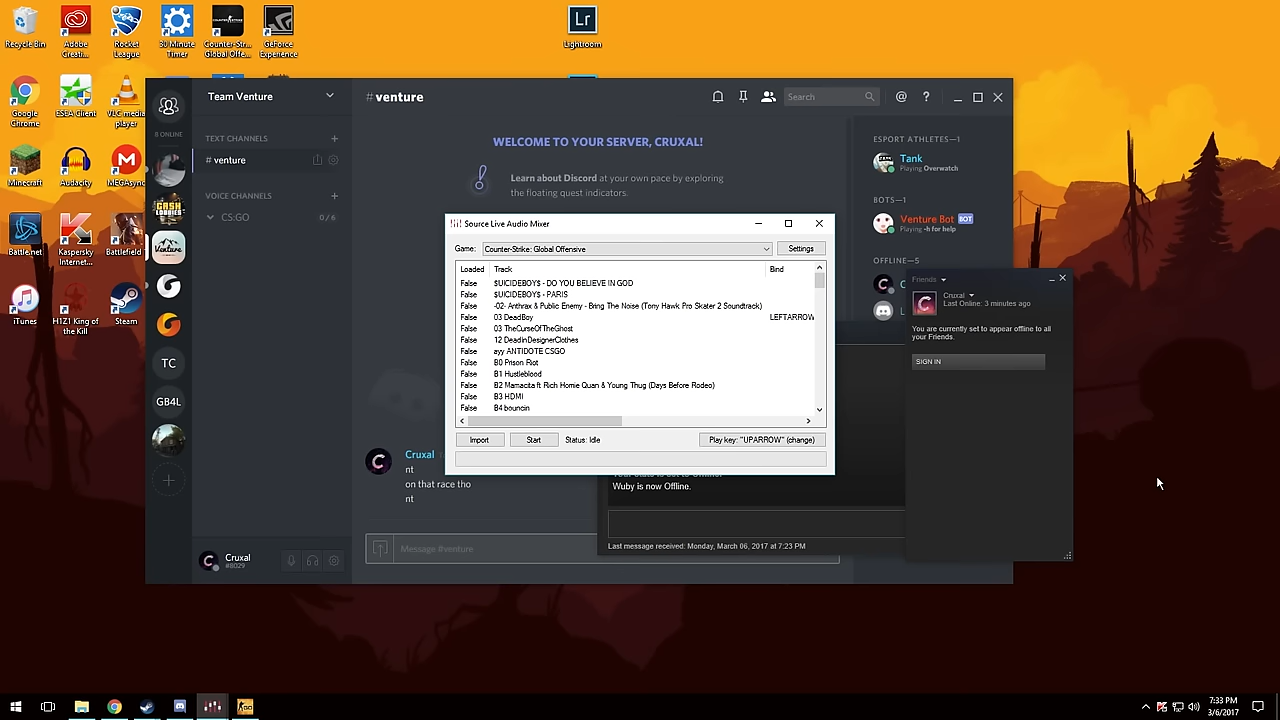 Recycle Bin
Adobe Creati...
Rocket League
30 Minute Timer
Counter-Str... Global Offe...
GeForce Experience
Lr
Lightroom
Google Chrome
ESEA Client
VLC media player
Minecraft
Audacity
MEGAsync
Battle.net
Kaspersky Internet...
Battlefield
iTunes
H1Z1 King of the Kill
Steam
8 ONLINE
TC
GB4L
Team Venture
TEXT CHANNELS
# venture
VOICE CHANNELS
CS:GO 0/6
Cruxal
#8029
# venture
Search
WELCOME TO YOUR SERVER, CRUXAL!
Learn about Discord at your own pace by exploring
the floating quest indicators.
ESPORT ATHLETES—1
Tank
Playing Overwatch
BOTS—1
Venture Bot BOT
Playing -h for help
OFFLINE—5
Cruxal
nt
on that race tho
nt
Message #venture
Source Live Audio Mixer
Game: Counter-Strike: Global Offensive Settings
Loaded Track Bind
False $UICIDEBOY$ - DO YOU BELIEVE IN GOD
False $UICIDEBOY$ - PARIS
False -02- Anthrax & Public Enemy - Bring The Noise (Tony Hawk Pro Skater 2 Soundtrack)
False 03 DeadBoy LEFTARROW
False 03 TheCurseOfTheGhost
False 12 DeadinDesignerClothes
False ayy ANTIDOTE CSGO
False B0 Prison Riot
False B1 Hustleblood
False B2 Mamacita ft Rich Homie Quan & Young Thug (Days Before Rodeo)
False B3 HDMI
False B4 bouncin
Import Start Status: Idle Play key: "UPARROW" (change)
Wuby is now Offline.
Last message received: Monday, March 06, 2017 at 7:23 PM
Friends
Cruxal
Last Online: 3 minutes ago
You are currently set to appear offline to all
your Friends.
SIGN IN
7:33 PM
3/6/2017